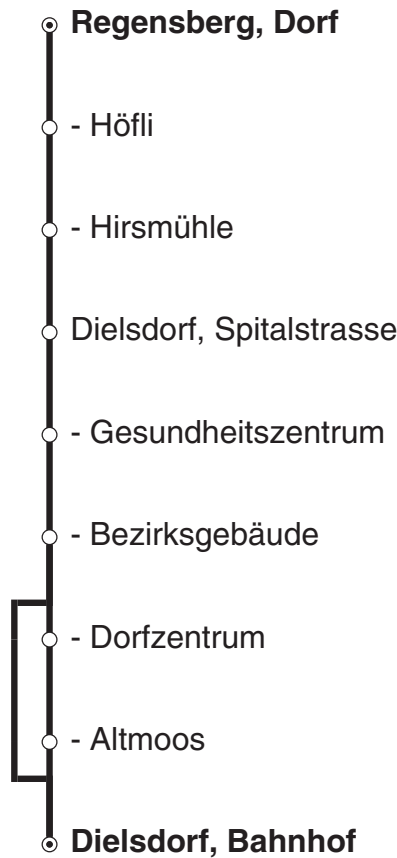 Regensberg, Dorf
- Höfli
- Hirsmühle
Dielsdorf, Spitalstrasse
- Gesundheitszentrum
- Bezirksgebäude
- Dorfzentrum
- Altmoos
Dielsdorf, Bahnhof